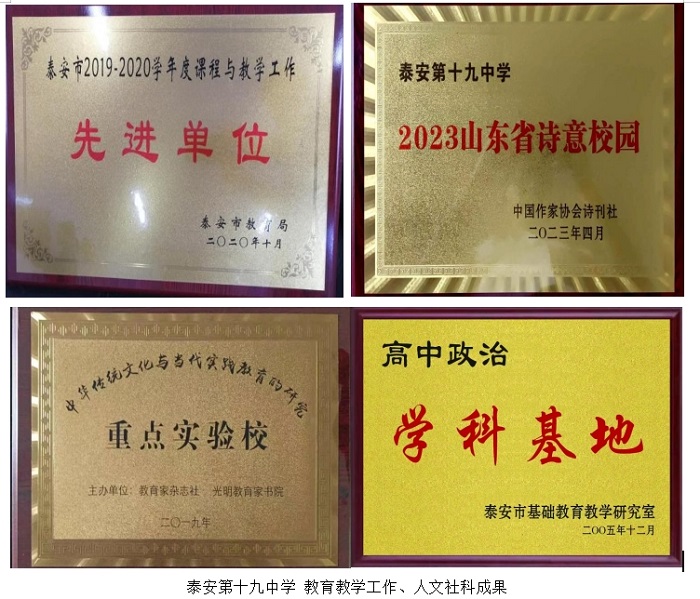 泰安市2019-2020学年度课程与教学工作
先进单位
泰安市教育局
二〇二〇年十月
泰安第十九中学
2023山东省诗意校园
中国作家协会诗刊社
二〇二三年四月
中华传统文化与当代实践教育的研究
重点实验校
主办单位：教育家杂志社 光明教育家书院
二〇一九年
高中政治
学科基地
泰安市基础教育教学研究室
二〇〇五年十二月
泰安第十九中学 教育教学工作、人文社科成果